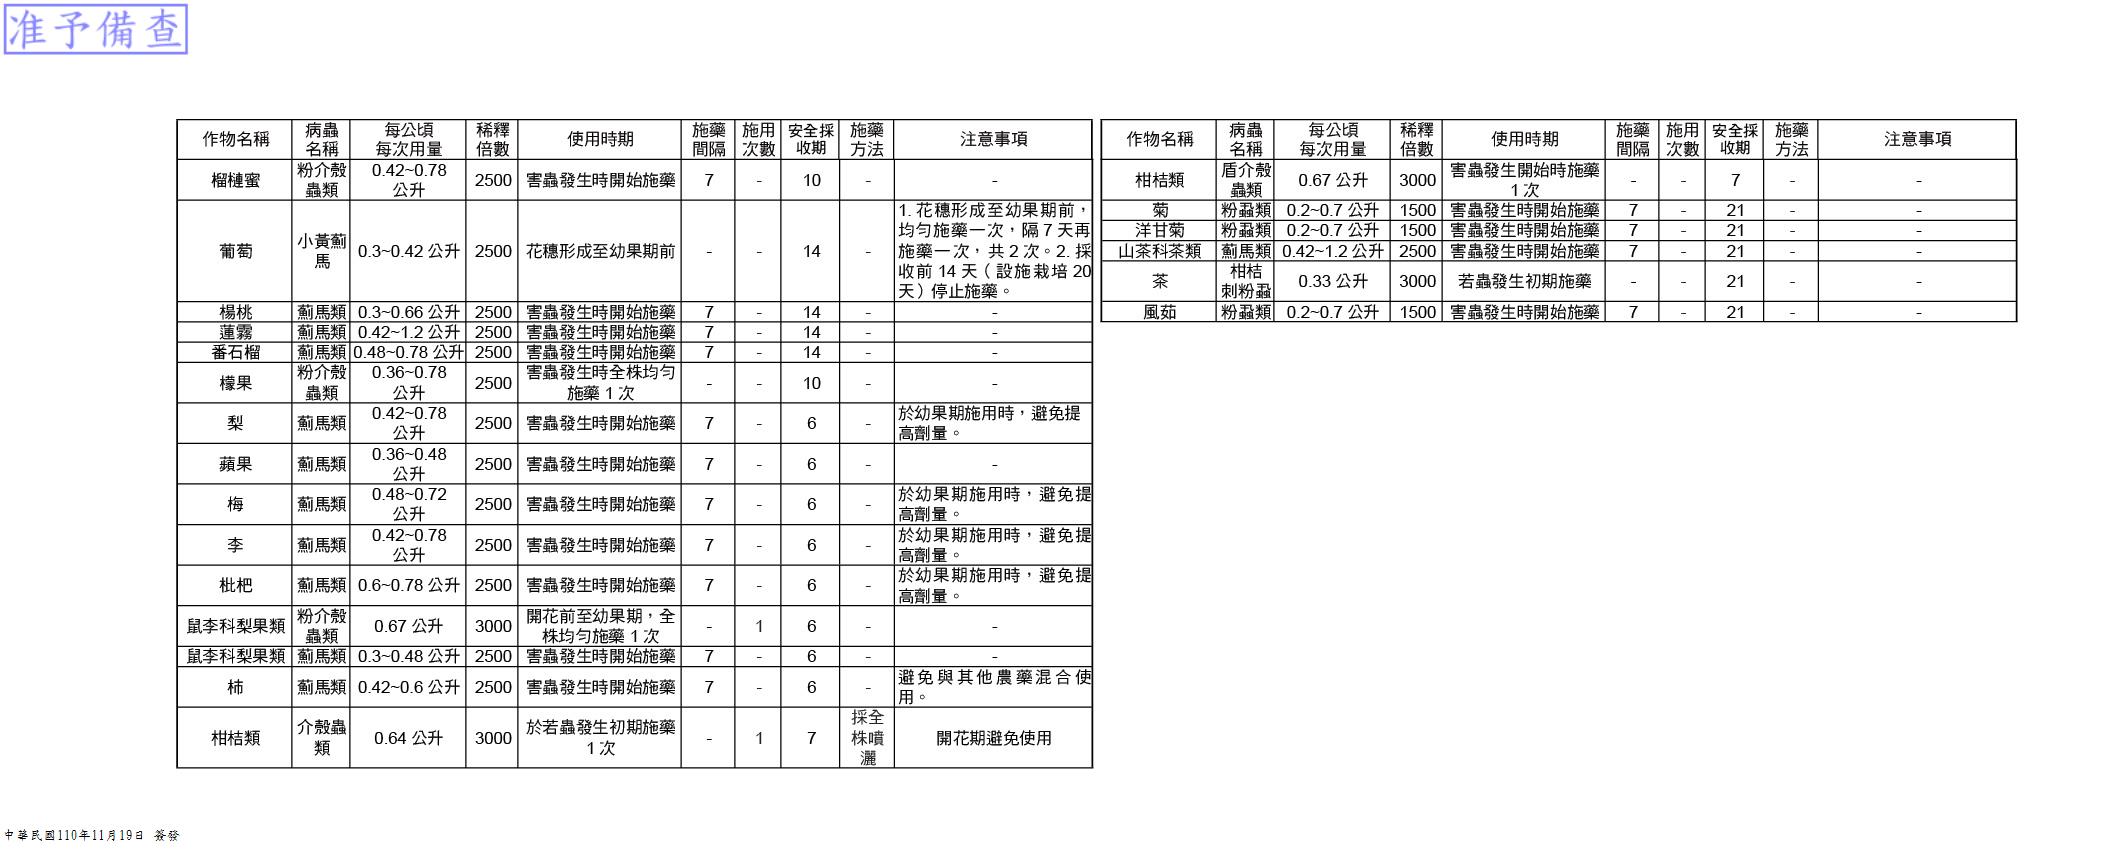 准予備查
作物名稱 病蟲名稱 每公頃每次用量 稀釋倍數 使用時期 施藥間隔 施用次數 安全採收期 施藥方法 注意事項
榴槤蜜 粉介殼蟲類 0.42~0.78 公升 2500 害蟲發生時開始施藥 7 - 10 - -
葡萄 小黃薊馬 0.3~0.42 公升 2500 花穗形成至幼果期前 - - 14 - 1. 花穗形成至幼果期前，均勻施藥一次，隔 7 天再施藥一次，共 2 次。2. 採收前 14 天（設施栽培 20 天）停止施藥。
楊桃 薊馬類 0.3~0.66 公升 2500 害蟲發生時開始施藥 7 - 14 - -
蓮霧 薊馬類 0.42~1.2 公升 2500 害蟲發生時開始施藥 7 - 14 - -
番石榴 薊馬類 0.48~0.78 公升 2500 害蟲發生時開始施藥 7 - 14 - -
檬果 粉介殼蟲類 0.36~0.78 公升 2500 害蟲發生時全株均勻施藥 1 次 - - 10 - -
梨 薊馬類 0.42~0.78 公升 2500 害蟲發生時開始施藥 7 - 6 - 於幼果期施用時，避免提高劑量。
蘋果 薊馬類 0.36~0.48 公升 2500 害蟲發生時開始施藥 7 - 6 - -
梅 薊馬類 0.48~0.72 公升 2500 害蟲發生時開始施藥 7 - 6 - 於幼果期施用時，避免提高劑量。
李 薊馬類 0.42~0.78 公升 2500 害蟲發生時開始施藥 7 - 6 - 於幼果期施用時，避免提高劑量。
枇杷 薊馬類 0.6~0.78 公升 2500 害蟲發生時開始施藥 7 - 6 - 於幼果期施用時，避免提高劑量。
鼠李科梨果類 粉介殼蟲類 0.67 公升 3000 開花前至幼果期，全株均勻施藥 1 次 - 1 6 - -
鼠李科梨果類 薊馬類 0.3~0.48 公升 2500 害蟲發生時開始施藥 7 - 6 - -
柿 薊馬類 0.42~0.6 公升 2500 害蟲發生時開始施藥 7 - 6 - 避免與其他農藥混合使用。
柑桔類 介殼蟲類 0.64 公升 3000 於若蟲發生初期施藥 1 次 - 1 7 採全株噴灑 開花期避免使用
作物名稱 病蟲名稱 每公頃每次用量 稀釋倍數 使用時期 施藥間隔 施用次數 安全採收期 施藥方法 注意事項
柑桔類 盾介殼蟲類 0.67 公升 3000 害蟲發生開始時施藥 1 次 - - 7 - -
菊 粉蝨類 0.2~0.7 公升 1500 害蟲發生時開始施藥 7 - 21 - -
洋甘菊 粉蝨類 0.2~0.7 公升 1500 害蟲發生時開始施藥 7 - 21 - -
山茶科茶類 薊馬類 0.42~1.2 公升 2500 害蟲發生時開始施藥 7 - 21 - -
茶 柑桔刺粉蝨 0.33 公升 3000 若蟲發生初期施藥 - - 21 - -
風茹 粉蝨類 0.2~0.7 公升 1500 害蟲發生時開始施藥 7 - 21 - -
中華民國110年11月19日 簽發